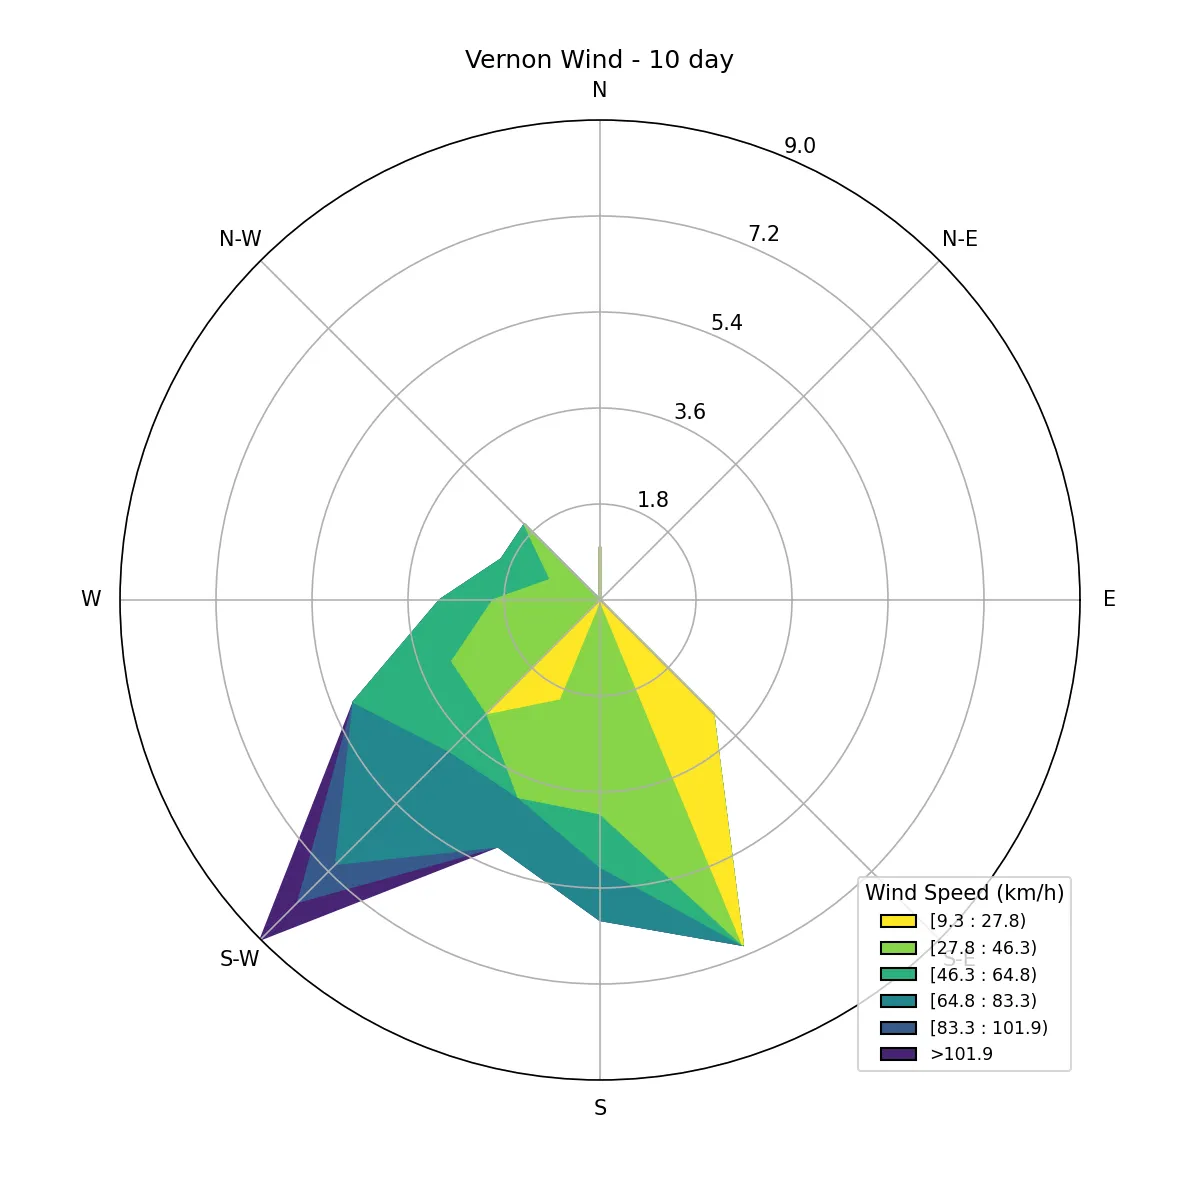 Vernon Wind - 10 day
N
9.0
N-W
N-E
7.2
5.4
3.6
1.8
W
E
S-W
S-E
S
Wind Speed (km/h)
[9.3 : 27.8)
[27.8 : 46.3)
[46.3 : 64.8)
[64.8 : 83.3)
[83.3 : 101.9)
>101.9